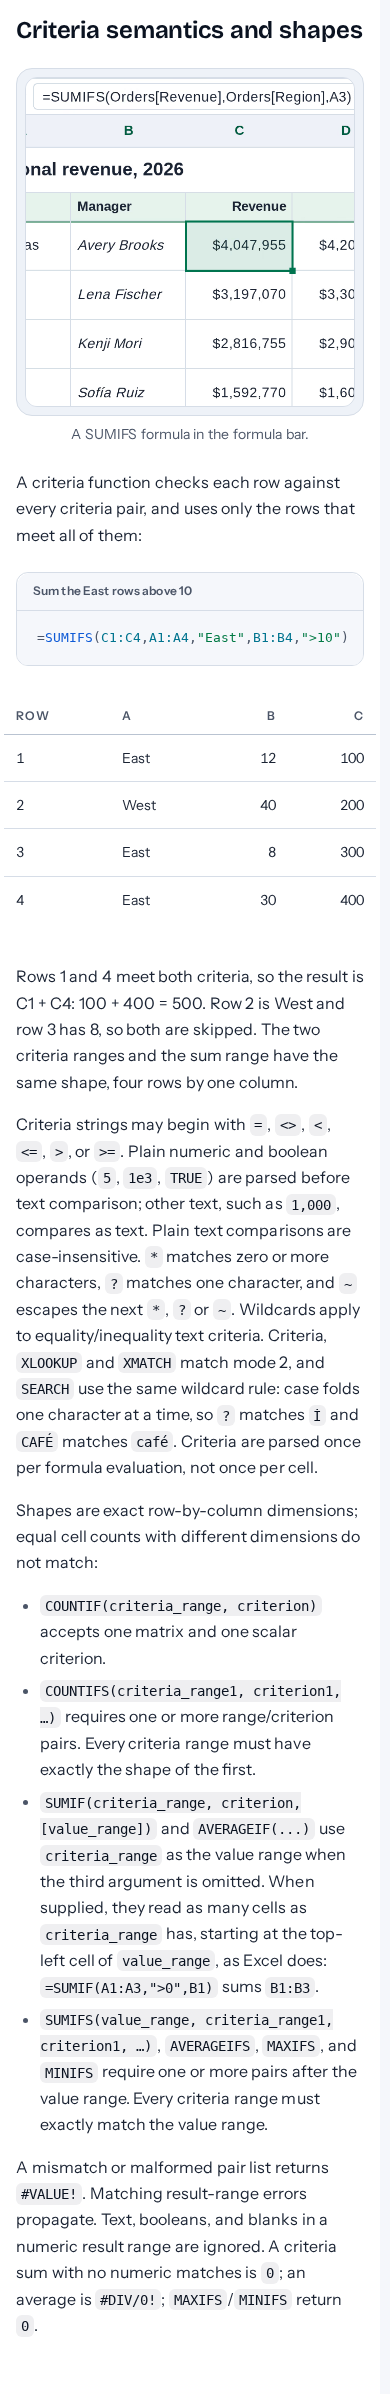 Criteria semantics and shapes
=SUMIFS(Orders[Revenue],Orders[Region],A3)
B C D
onal revenue, 2026
Manager Revenue
as Avery Brooks $4,047,955 $4,20
Lena Fischer $3,197,070 $3,30
Kenji Mori $2,816,755 $2,90
Sofía Ruiz $1,592,770 $1,60
A SUMIFS formula in the formula bar.
A criteria function checks each row against
every criteria pair, and uses only the rows that
meet all of them:
Sum the East rows above 10
=SUMIFS(C1:C4,A1:A4,"East",B1:B4,">10")
ROW A B C
1 East 12 100
2 West 40 200
3 East 8 300
4 East 30 400
Rows 1 and 4 meet both criteria, so the result is
C1 + C4: 100 + 400 = 500. Row 2 is West and
row 3 has 8, so both are skipped. The two
criteria ranges and the sum range have the
same shape, four rows by one column.
Criteria strings may begin with =, <>, <,
<=, >, or >=. Plain numeric and boolean
operands (5, 1e3, TRUE) are parsed before
text comparison; other text, such as 1,000,
compares as text. Plain text comparisons are
case-insensitive. * matches zero or more
characters, ? matches one character, and ~
escapes the next *, ? or ~. Wildcards apply
to equality/inequality text criteria. Criteria,
XLOOKUP and XMATCH match mode 2, and
SEARCH use the same wildcard rule: case folds
one character at a time, so ? matches İ and
CAFÉ matches café. Criteria are parsed once
per formula evaluation, not once per cell.
Shapes are exact row-by-column dimensions;
equal cell counts with different dimensions do
not match:
• COUNTIF(criteria_range, criterion)
accepts one matrix and one scalar
criterion.
• COUNTIFS(criteria_range1, criterion1,
…) requires one or more range/criterion
pairs. Every criteria range must have
exactly the shape of the first.
• SUMIF(criteria_range, criterion,
[value_range]) and AVERAGEIF(...) use
criteria_range as the value range when
the third argument is omitted. When
supplied, they read as many cells as
criteria_range has, starting at the top-
left cell of value_range, as Excel does:
=SUMIF(A1:A3,">0",B1) sums B1:B3.
• SUMIFS(value_range, criteria_range1,
criterion1, …), AVERAGEIFS, MAXIFS, and
MINIFS require one or more pairs after the
value range. Every criteria range must
exactly match the value range.
A mismatch or malformed pair list returns
#VALUE!. Matching result-range errors
propagate. Text, booleans, and blanks in a
numeric result range are ignored. A criteria
sum with no numeric matches is 0; an
average is #DIV/0!; MAXIFS/MINIFS return
0.